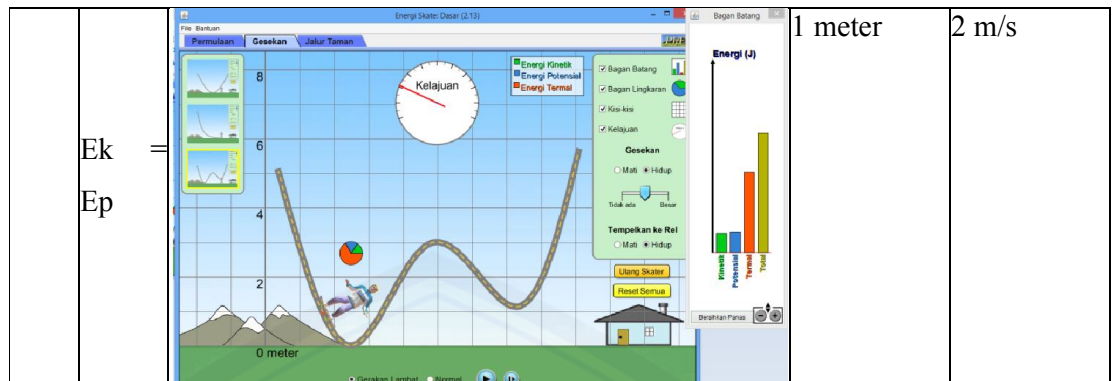 Ek =
Ep
Energi Skate: Dasar (2.13)
File Bantuan
Permulaan Gesekan Jalur Taman
8
6
4
2
0 meter
Kelajuan
Energi Kinetik
Energi Potensial
Energi Termal
Bagan Batang
Bagan Lingkaran
Kisi-kisi
Kelajuan
Gesekan
Mati Hidup
Tidak ada Besar
Tempelkan ke Rel
Mati Hidup
Ulang Skater
Reset Semua
Gerakan Lambat Normal
Bagan Batang
Energi (J)
Kinetik
Potensial
Termal
Total
Bersihkan Panas
1 meter
2 m/s